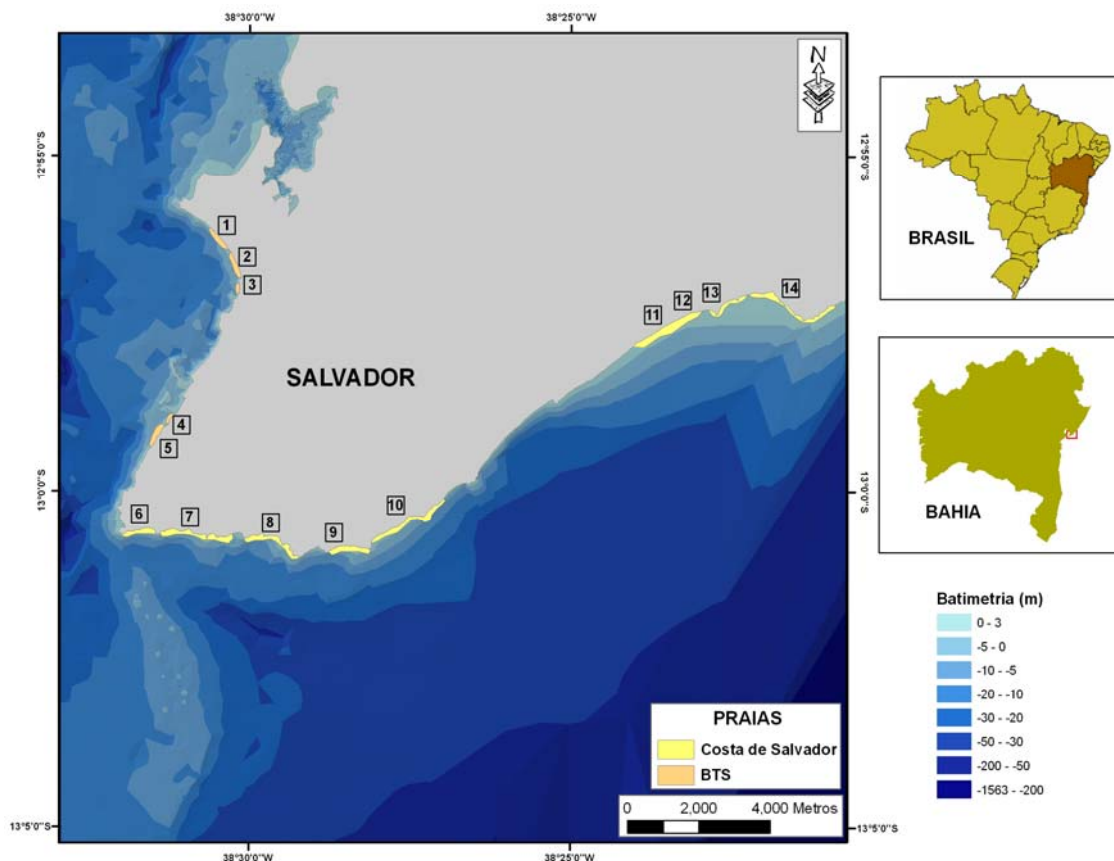 38°30'0"W
38°25'0"W
N
12°55'0"S
12°55'0"S
1
2
3
BRASIL
14
13
12
11
SALVADOR
4
5
13°0'0"S
13°0'0"S
10
6
7
8
9
BAHIA
Batimetria (m)
0 - 3
-5 - 0
-10 - -5
-20 - -10
-30 - -20
-50 - -30
-200 - -50
-1563 - -200
PRAIAS
Costa de Salvador
BTS
0 2,000 4,000 Metros
13°5'0"S
13°5'0"S
38°30'0"W
38°25'0"W